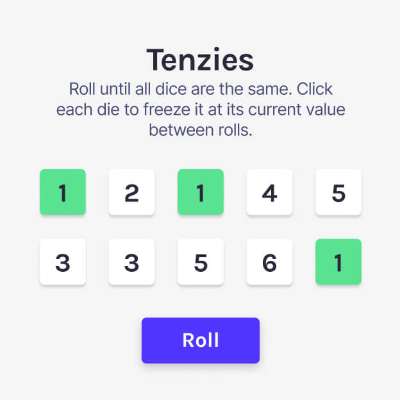 Tenzies
Roll until all dice are the same. Click
each die to freeze it at its current value
between rolls.
1 2 1 4 5
3 3 5 6 1
Roll